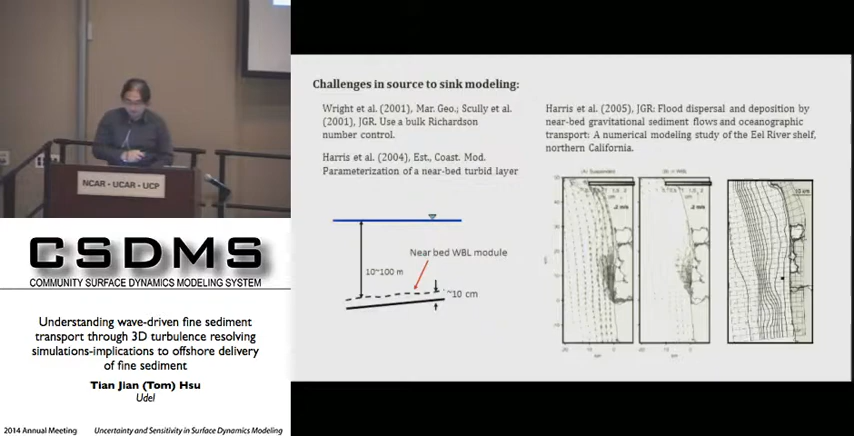 NCAR - UCAR - UCP
CSDMS
COMMUNITY SURFACE DYNAMICS MODELING SYSTEM
Understanding wave-driven fine sediment
transport through 3D turbulence resolving
simulations-implications to offshore delivery
of fine sediment
Tian Jian (Tom) Hsu
Udel
2014 Annual Meeting
Uncertainty and Sensitivity in Surface Dynamics Modeling
Challenges in source to sink modeling:
Wright et al. (2001), Mar. Geo.; Scully et al.
(2001), JGR. Use a bulk Richardson
number control.
Harris et al. (2004), Est., Coast. Mod.
Parameterization of a near-bed turbid layer
Near bed WBL module
10~100 m
~10 cm
Harris et al. (2005), JGR: Flood dispersal and deposition by
near-bed gravitational sediment flows and oceanographic
transport: A numerical modeling study of the Eel River shelf,
northern California.
10 cm